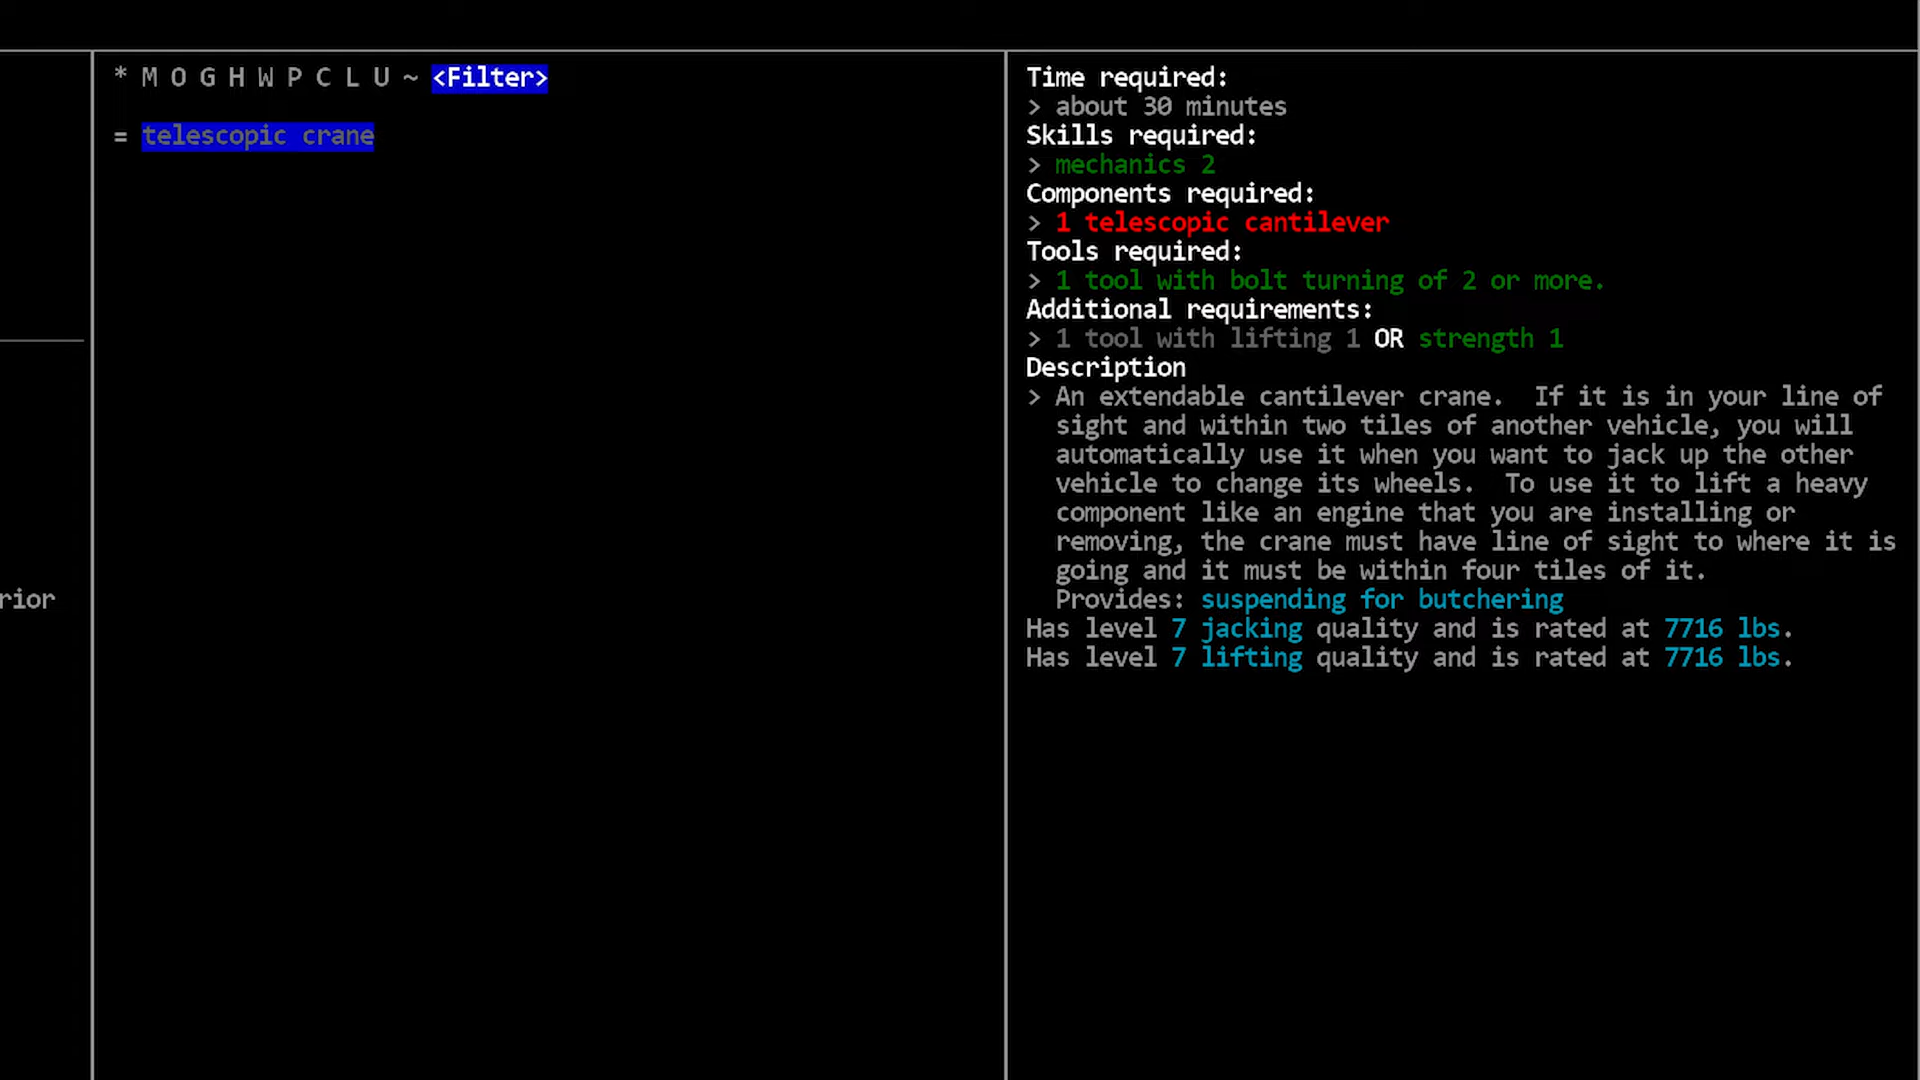 * M O G H W P C L U ~ <Filter>
= telescopic crane
rior
Time required:
> about 30 minutes
Skills required:
> mechanics 2
Components required:
> 1 telescopic cantilever
Tools required:
> 1 tool with bolt turning of 2 or more.
Additional requirements:
> 1 tool with lifting 1 OR strength 1
Description
> An extendable cantilever crane.  If it is in your line of
sight and within two tiles of another vehicle, you will
automatically use it when you want to jack up the other
vehicle to change its wheels.  To use it to lift a heavy
component like an engine that you are installing or
removing, the crane must have line of sight to where it is
going and it must be within four tiles of it.
Provides: suspending for butchering
Has level 7 jacking quality and is rated at 7716 lbs.
Has level 7 lifting quality and is rated at 7716 lbs.